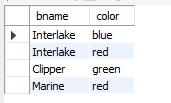 bname color
Interlake blue
Interlake red
Clipper green
Marine red